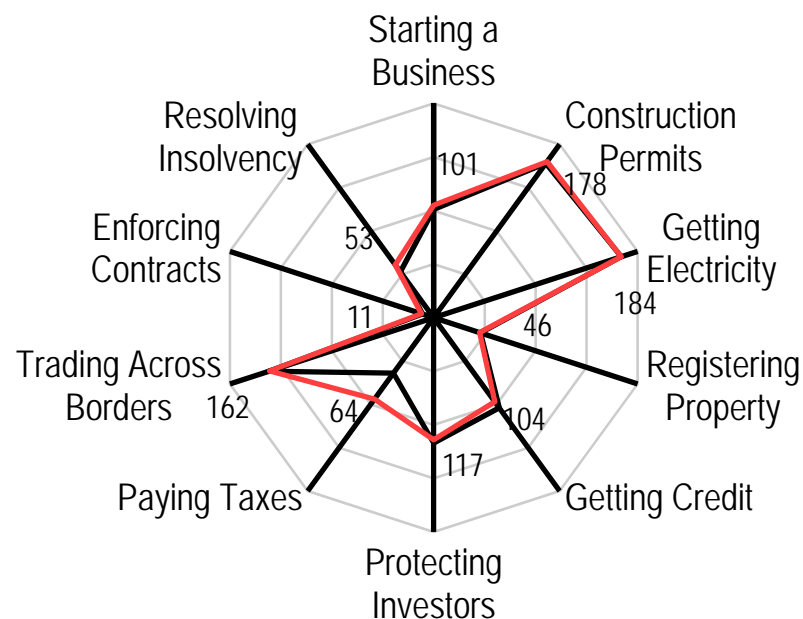 Starting a
Business
Resolving
Insolvency
Construction
Permits
101
178
Enforcing
Contracts
53
Getting
Electricity
184
11
46
Trading Across
Borders
162
Registering
Property
64
104
117
Paying Taxes
Getting Credit
Protecting
Investors